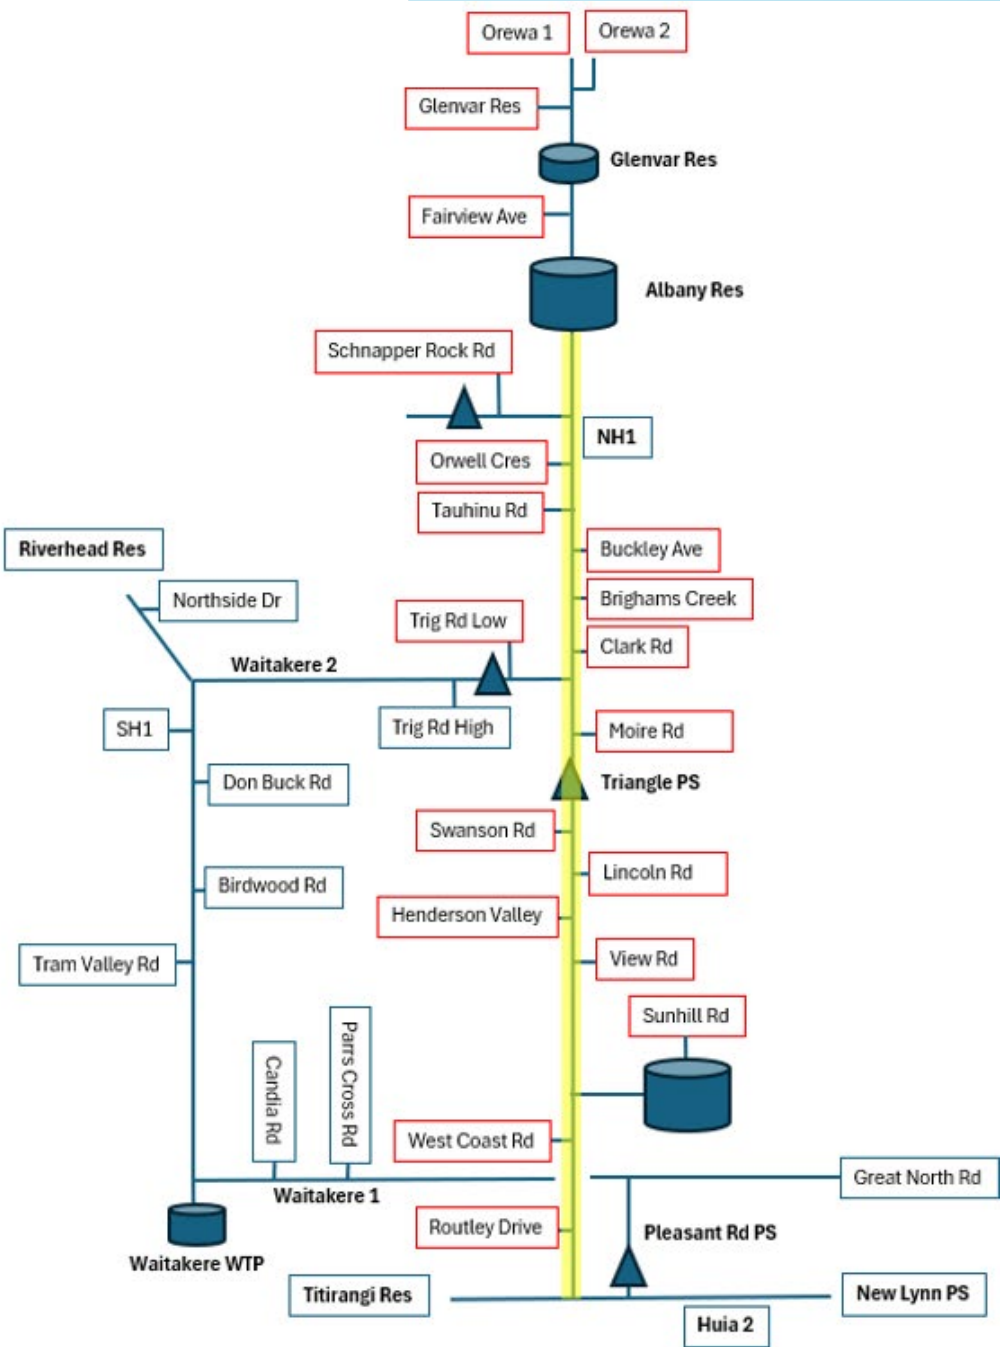 Orewa 1
Orewa 2
Glenvar Res
Glenvar Res
Fairview Ave
Albany Res
Schnapper Rock Rd
NH1
Orwell Cres
Tauhinu Rd
Riverhead Res
Buckley Ave
Northside Dr
Brighams Creek
Trig Rd Low
Clark Rd
Waitakere 2
SH1
Trig Rd High
Moire Rd
Don Buck Rd
Triangle PS
Swanson Rd
Lincoln Rd
Birdwood Rd
Henderson Valley
Tram Valley Rd
View Rd
Sunhill Rd
Candia Rd
Parrs Cross Rd
West Coast Rd
Great North Rd
Waitakere 1
Routley Drive
Pleasant Rd PS
Waitakere WTP
Titirangi Res
New Lynn PS
Huia 2